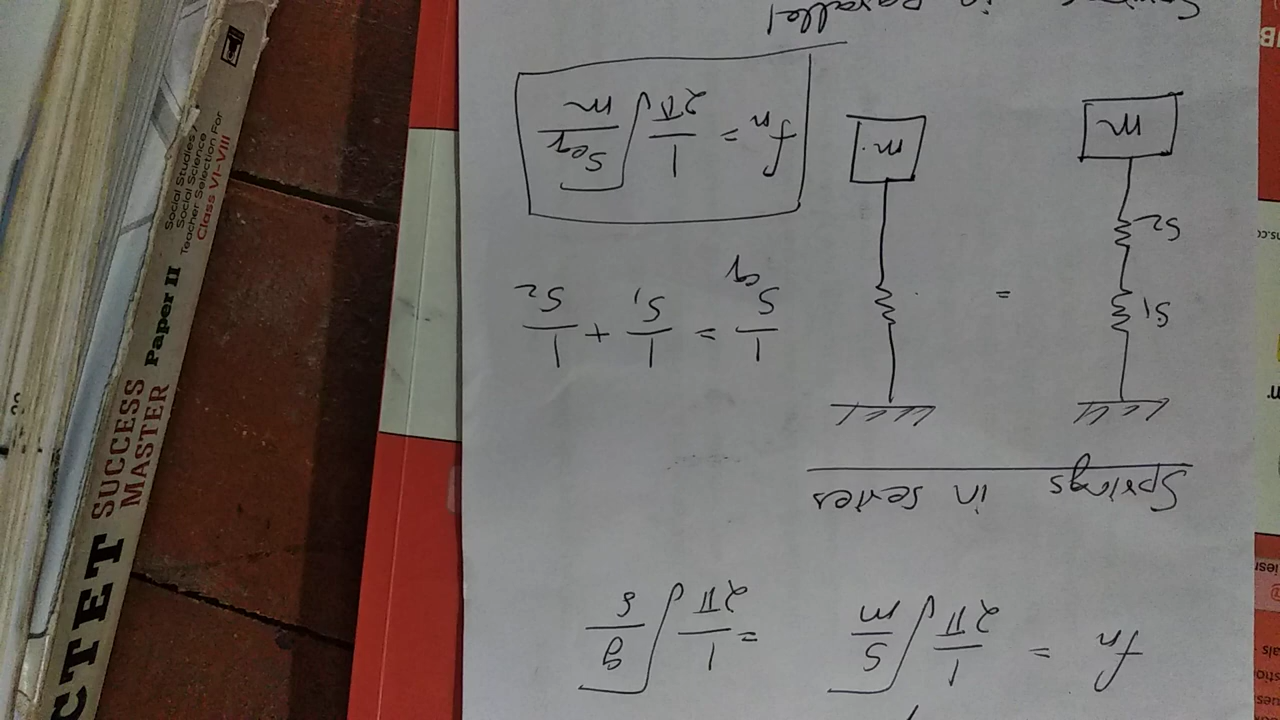 fn = 1/2π √(S/m) = 1/2π √(g/δ)
Springs in series
S1
S2
m
=
m
1/Seq = 1/S1 + 1/S2
fn = 1/2π √(Seq/m)
in parallel
CTET SUCCESS MASTER Paper II
Social Studies /
Social Science
Teacher Selection For
Class VI-VIII